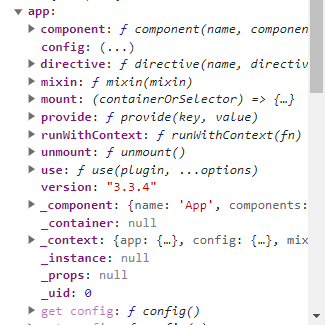 app:
component: ƒ component(name, componen
config: (...)
directive: ƒ directive(name, directiv
mixin: ƒ mixin(mixin)
mount: (containerOrSelector) => {…}
provide: ƒ provide(key, value)
runWithContext: ƒ runWithContext(fn)
unmount: ƒ unmount()
use: ƒ use(plugin, ...options)
version: "3.3.4"
_component: {name: 'App', components:
_container: null
_context: {app: {…}, config: {…}, mix
_instance: null
_props: null
_uid: 0
get config: ƒ config()